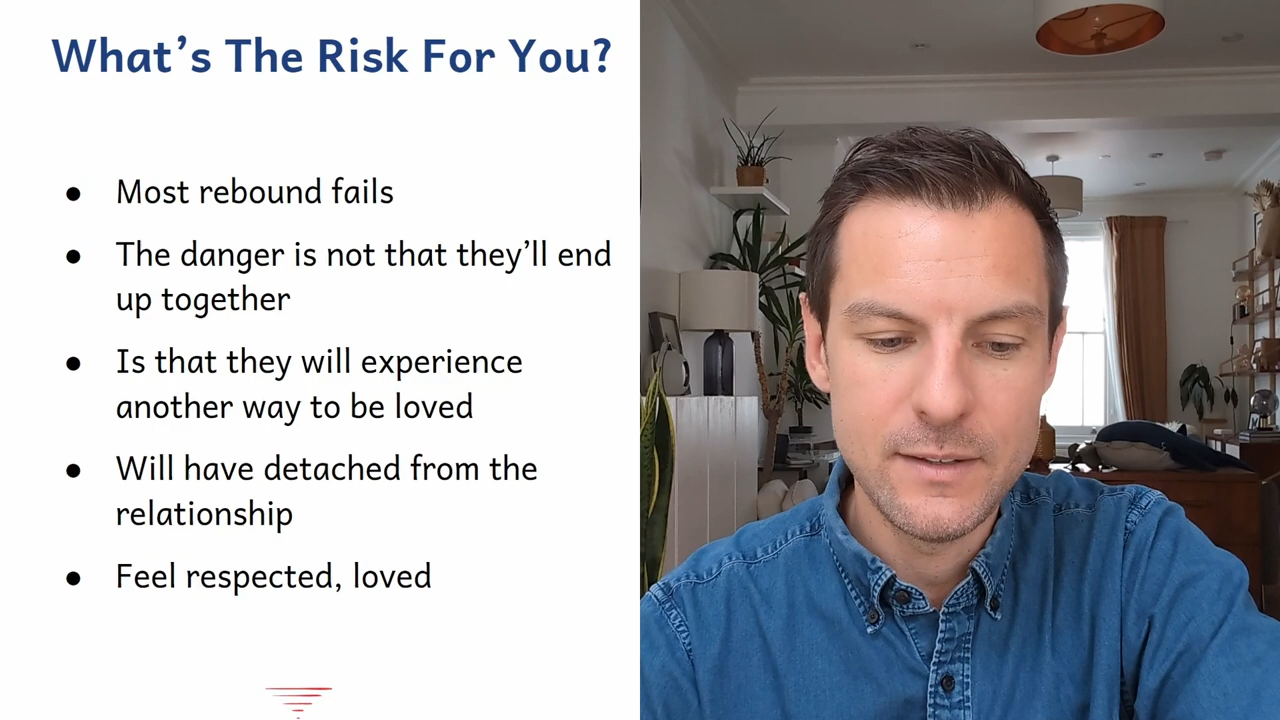 What’s The Risk For You?
● Most rebound fails
● The danger is not that they’ll end
up together
● Is that they will experience
another way to be loved
● Will have detached from the
relationship
● Feel respected, loved